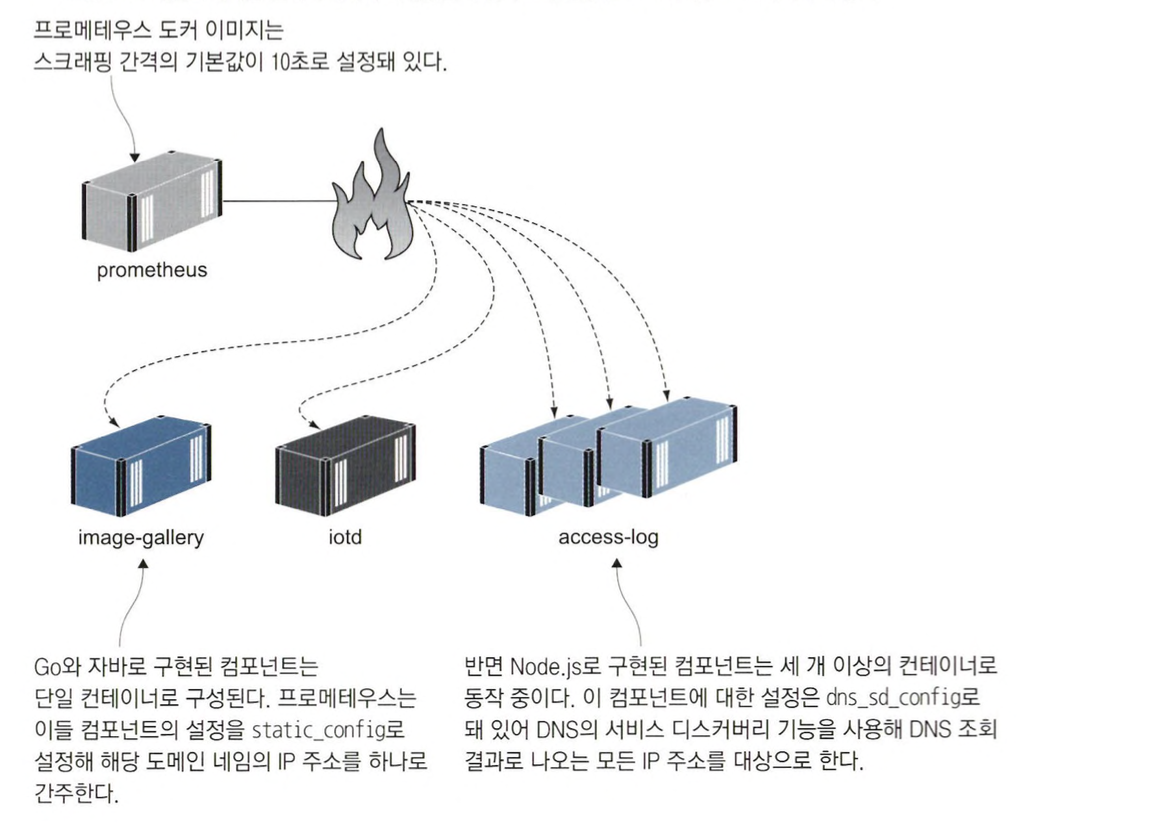 프로메테우스 도커 이미지는
스크래핑 간격의 기본값이 10초로 설정돼 있다.
prometheus
image-gallery
iotd
access-log
Go와 자바로 구현된 컴포넌트는
단일 컨테이너로 구성된다. 프로메테우스는
이들 컴포넌트의 설정을 static_config로
설정해 해당 도메인 네임의 IP 주소를 하나로
간주한다.
반면 Node.js로 구현된 컴포넌트는 세 개 이상의 컨테이너로
동작 중이다. 이 컴포넌트에 대한 설정은 dns_sd_config로
돼 있어 DNS의 서비스 디스커버리 기능을 사용해 DNS 조회
결과로 나오는 모든 IP 주소를 대상으로 한다.